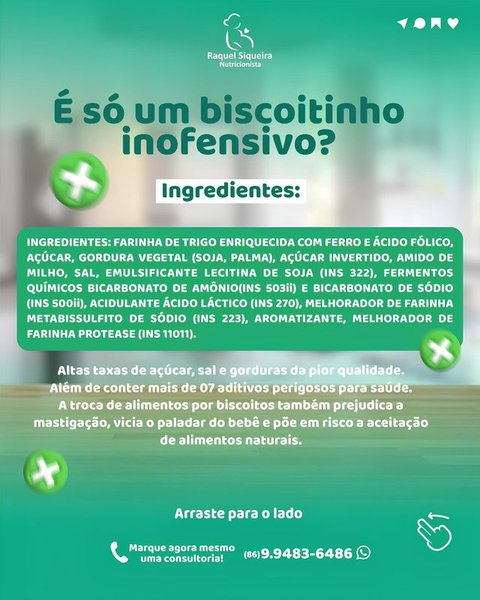 Raquel Siqueira
Nutricionista
É só um biscoitinho
inofensivo?
Ingredientes:
INGREDIENTES: FARINHA DE TRIGO ENRIQUECIDA COM FERRO E ÁCIDO FÓLICO,
AÇÚCAR, GORDURA VEGETAL (SOJA, PALMA), AÇÚCAR INVERTIDO, AMIDO DE
MILHO, SAL, EMULSIFICANTE LECITINA DE SOJA (INS 322), FERMENTOS
QUÍMICOS BICARBONATO DE AMÔNIO(INS 503ii) E BICARBONATO DE SÓDIO
(INS 500ii), ACIDULANTE ÁCIDO LÁCTICO (INS 270), MELHORADOR DE FARINHA
METABISSULFITO DE SÓDIO (INS 223), AROMATIZANTE, MELHORADOR DE
FARINHA PROTEASE (INS 11011).
Altas taxas de açúcar, sal e gorduras da pior qualidade.
Além de conter mais de 07 aditivos perigosos para saúde.
A troca de alimentos por biscoitos também prejudica a
mastigação, vicia o paladar do bebê e põe em risco a aceitação
de alimentos naturais.
Arraste para o lado
Marque agora mesmo
uma consultoria!
(86)9.9483-6486